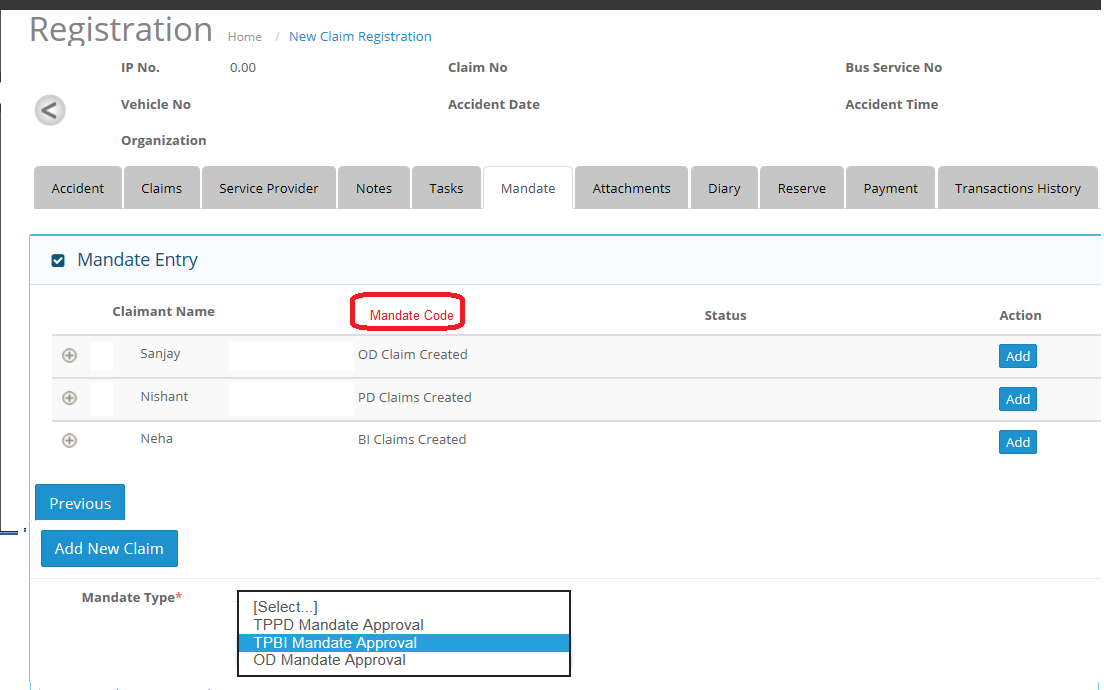 Registration Home / New Claim Registration
IP No. 0.00 Claim No Bus Service No
<
Vehicle No Accident Date Accident Time
Organization
Accident Claims Service Provider Notes Tasks Mandate Attachments Diary Reserve Payment Transactions History
Mandate Entry
Claimant Name Mandate Code Status Action
Sanjay OD Claim Created Add
Nishant PD Claims Created Add
Neha BI Claims Created Add
Previous
Add New Claim
Mandate Type*
[Select...]
TPPD Mandate Approval
TPBI Mandate Approval
OD Mandate Approval